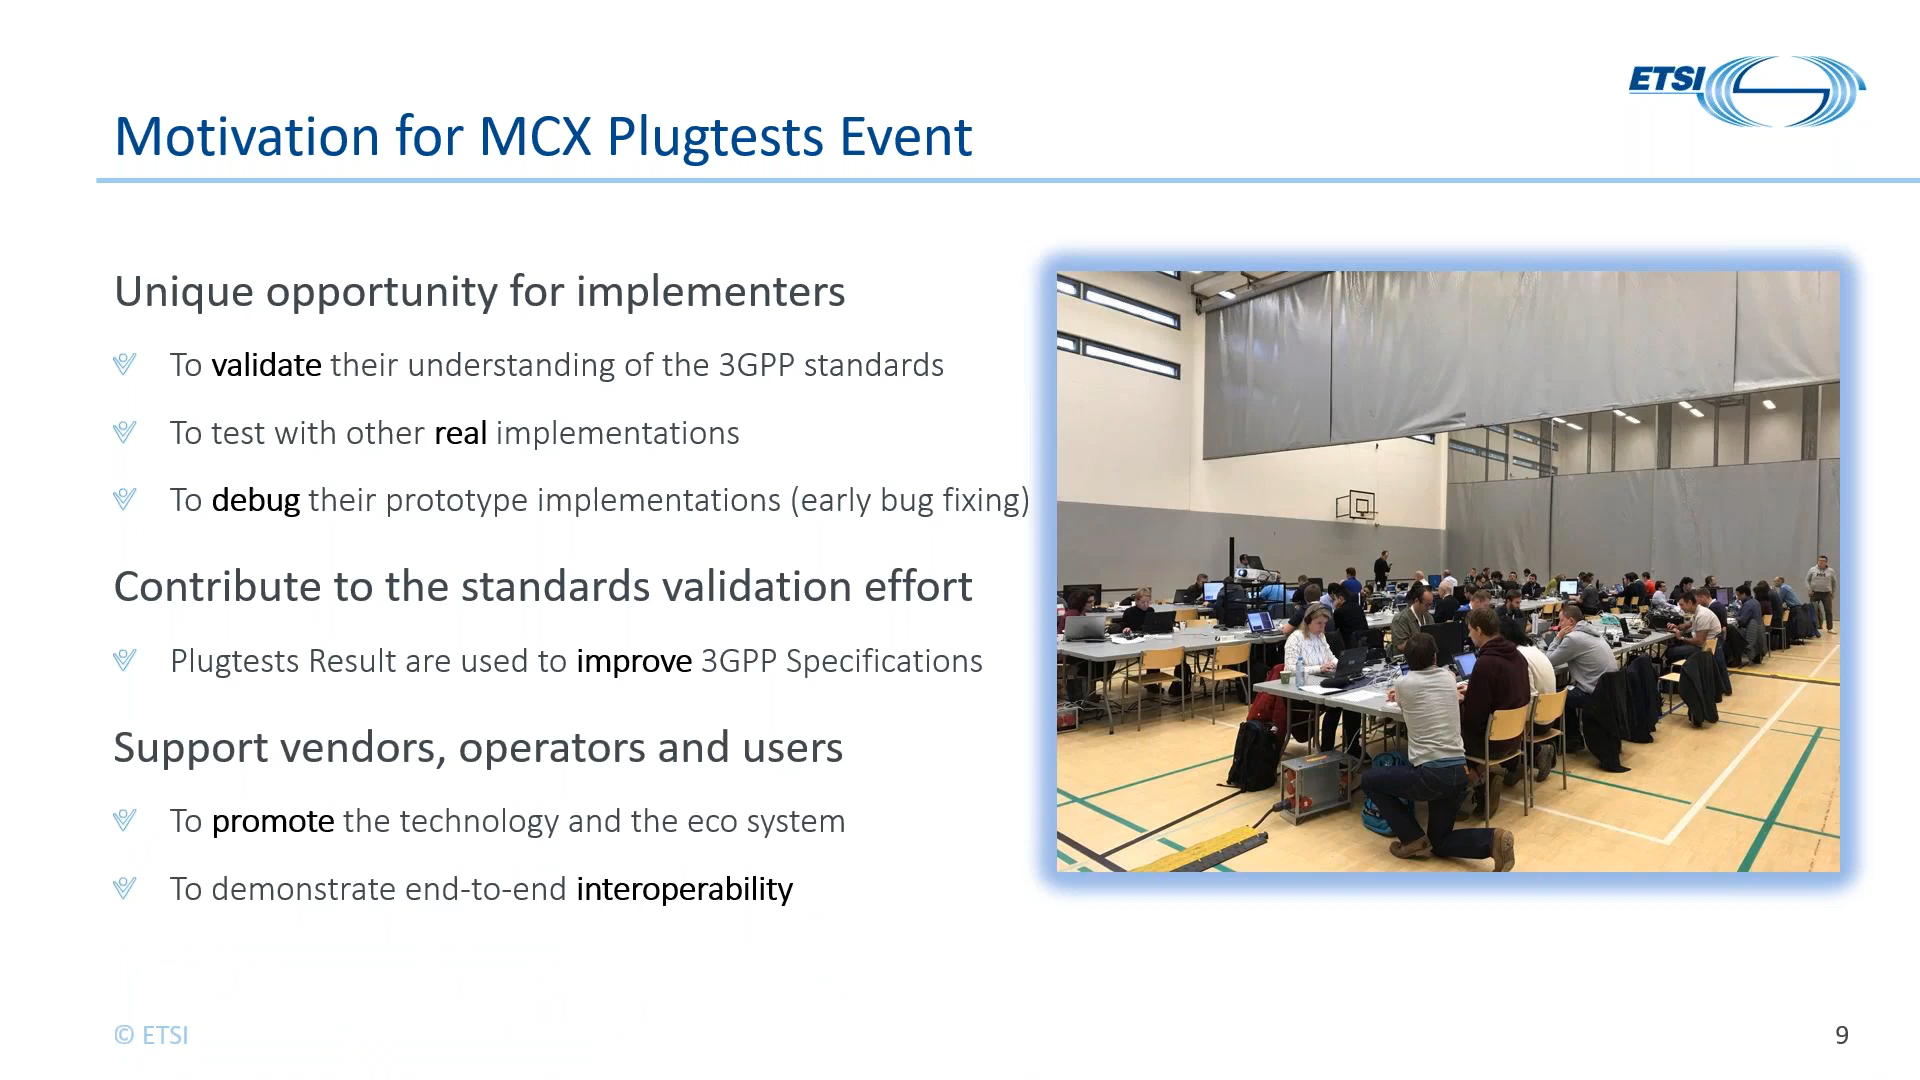 ETSI
Motivation for MCX Plugtests Event
Unique opportunity for implementers
To validate their understanding of the 3GPP standards
To test with other real implementations
To debug their prototype implementations (early bug fixing)
Contribute to the standards validation effort
Plugtests Result are used to improve 3GPP Specifications
Support vendors, operators and users
To promote the technology and the eco system
To demonstrate end-to-end interoperability
© ETSI
9